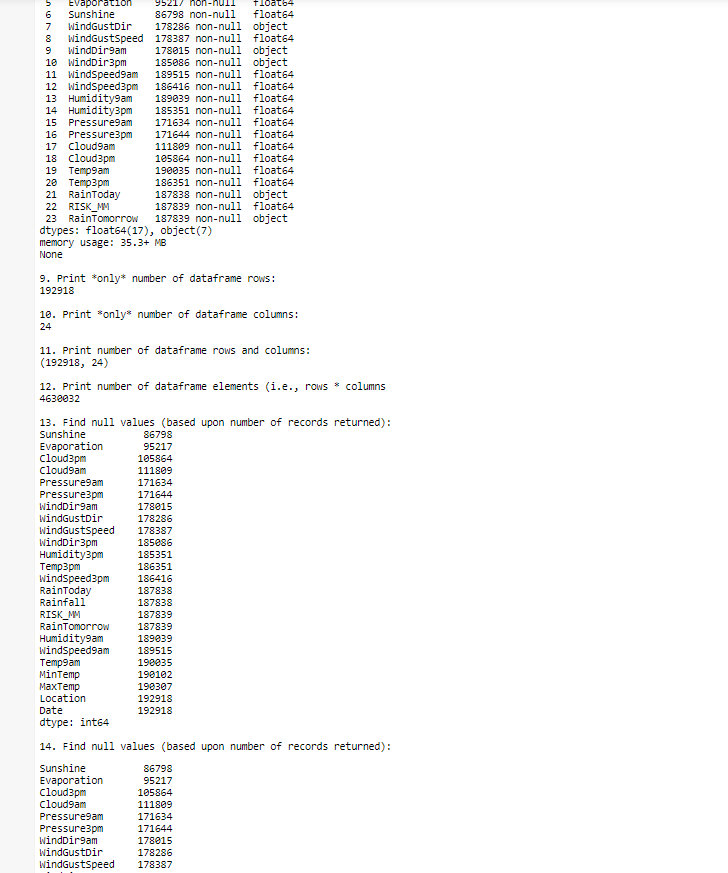 5 Evaporation 95217 non-null float64
6 Sunshine 86798 non-null float64
7 WindGustDir 178286 non-null object
8 WindGustSpeed 178387 non-null float64
9 WindDir9am 178015 non-null object
10 WindDir3pm 185086 non-null object
11 WindSpeed9am 189515 non-null float64
12 WindSpeed3pm 186416 non-null float64
13 Humidity9am 189039 non-null float64
14 Humidity3pm 185351 non-null float64
15 Pressure9am 171634 non-null float64
16 Pressure3pm 171644 non-null float64
17 Cloud9am 111809 non-null float64
18 Cloud3pm 105864 non-null float64
19 Temp9am 190035 non-null float64
20 Temp3pm 186351 non-null float64
21 RainToday 187838 non-null object
22 RISK_MM 187839 non-null float64
23 RainTomorrow 187839 non-null object
dtypes: float64(17), object(7)
memory usage: 35.3+ MB
None
9. Print *only* number of dataframe rows:
192918
10. Print *only* number of dataframe columns:
24
11. Print number of dataframe rows and columns:
(192918, 24)
12. Print number of dataframe elements (i.e., rows * columns
4630032
13. Find null values (based upon number of records returned):
Sunshine 86798
Evaporation 95217
Cloud3pm 105864
Cloud9am 111809
Pressure9am 171634
Pressure3pm 171644
WindDir9am 178015
WindGustDir 178286
WindGustSpeed 178387
WindDir3pm 185086
Humidity3pm 185351
Temp3pm 186351
WindSpeed3pm 186416
RainToday 187838
Rainfall 187838
RISK_MM 187839
RainTomorrow 187839
Humidity9am 189039
WindSpeed9am 189515
Temp9am 190035
MinTemp 190102
MaxTemp 190307
Location 192918
Date 192918
dtype: int64
14. Find null values (based upon number of records returned):
Sunshine 86798
Evaporation 95217
Cloud3pm 105864
Cloud9am 111809
Pressure9am 171634
Pressure3pm 171644
WindDir9am 178015
WindGustDir 178286
WindGustSpeed 178387